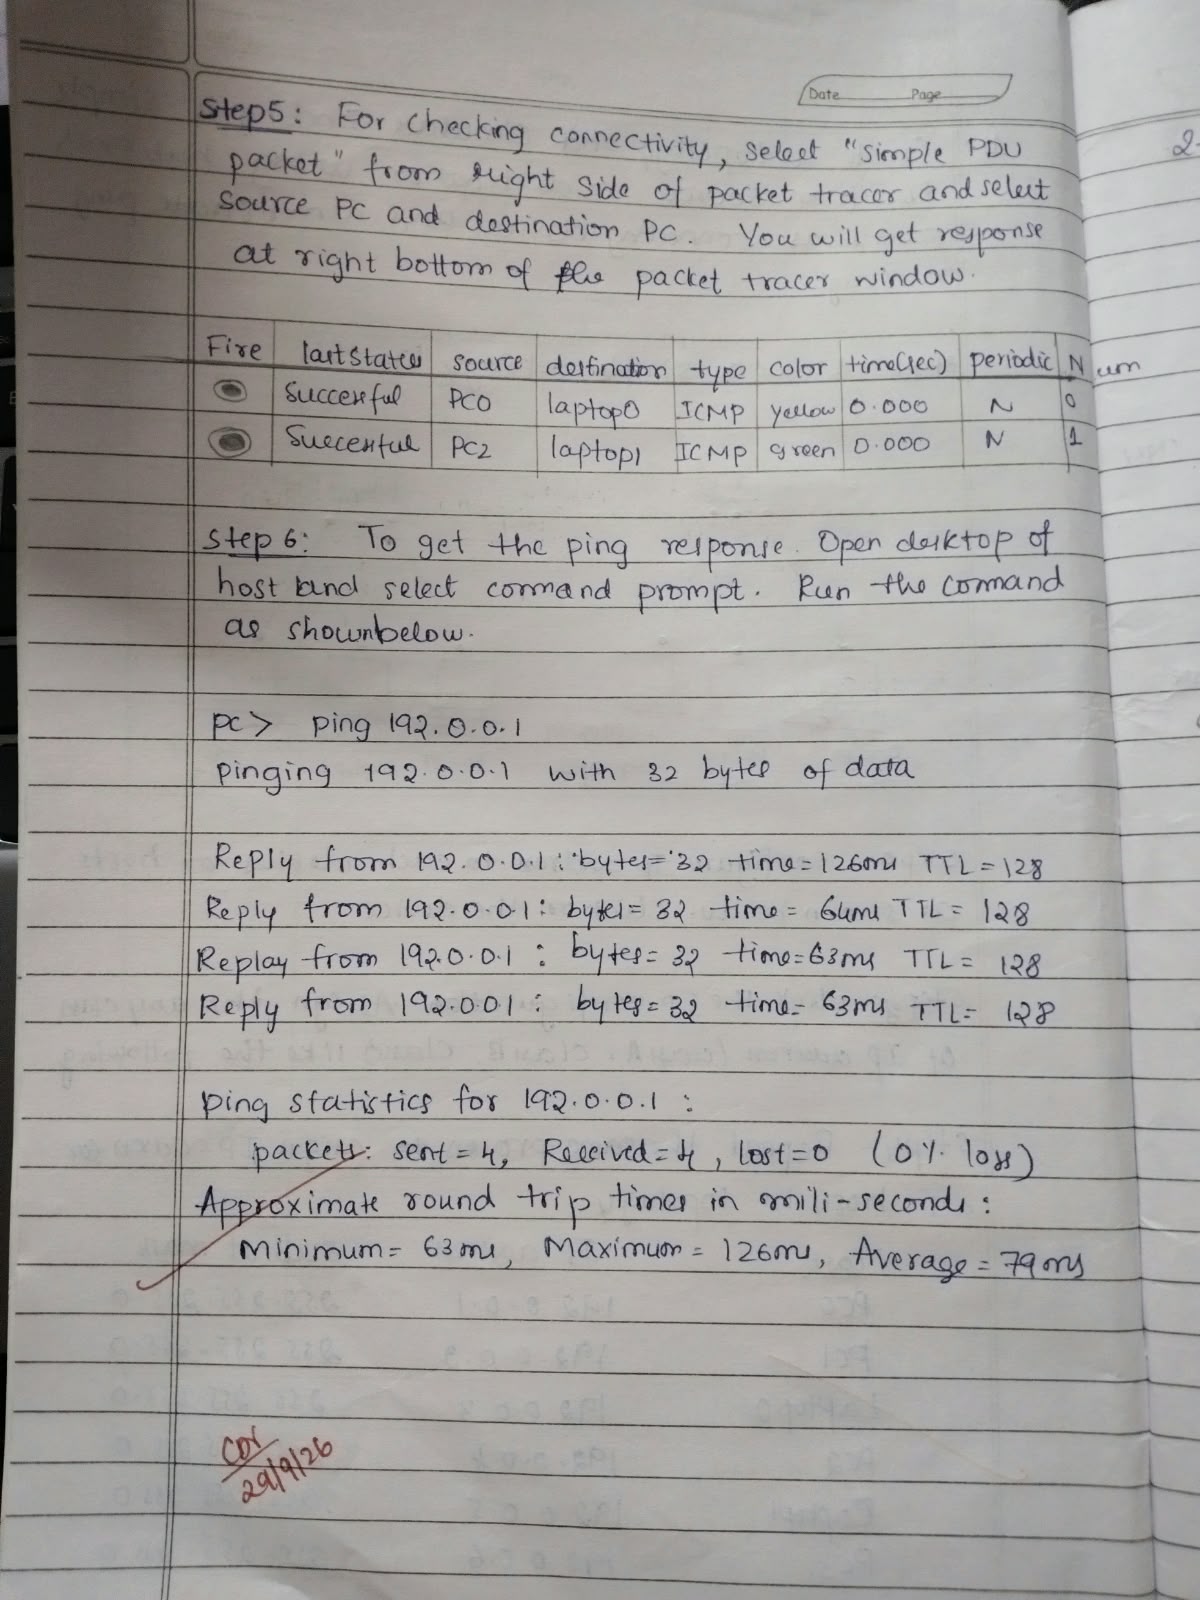 Date Page
Step5: For checking connectivity, select "simple PDU
packet" from right side of packet tracer and select
source PC and destination PC. You will get response
at right bottom of the packet tracer window.
2.
Fire last states source destination type color time(sec) periodic Num
Successful PC0 laptop0 ICMP yellow 0.000 N 0
Successful PC2 laptop1 ICMP green 0.000 N 1
Step 6: To get the ping response. Open desktop of
host and select command prompt. Run the command
as shown below.
pc> ping 192.0.0.1
pinging 192.0.0.1 with 32 bytes of data
Reply from 192.0.0.1: bytes=32 time=126ms TTL=128
Reply from 192.0.0.1: bytes=32 time= 64ms TTL= 128
Replay from 192.0.0.1: bytes=32 time=63ms TTL= 128
Reply from 192.0.01: bytes=32 time= 63ms TTL= 128
ping statistics for 192.0.0.1:
packets: sent=4, Received=4, lost=0 (0% loss)
Approximate round trip times in mili-seconds:
Minimum= 63ms, Maximum= 126ms, Average=79ms
29/9/26